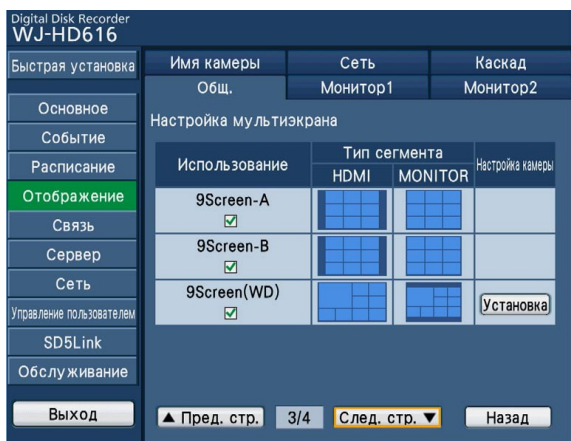 Digital Disk Recorder
WJ-HD616
Быстрая установка
Основное
Событие
Расписание
Отображение
Связь
Сервер
Сеть
Управление пользователем
SD5Link
Обслуживание
Выход
Имя камеры Сеть Каскад
Общ. Монитор1 Монитор2
Настройка мультиэкрана
Использование Тип сегмента Настройка камеры
HDMI MONITOR
9Screen-A
9Screen-B
9Screen(WD)
Установка
▲ Пред. стр. 3/4 След. стр. ▼ Назад